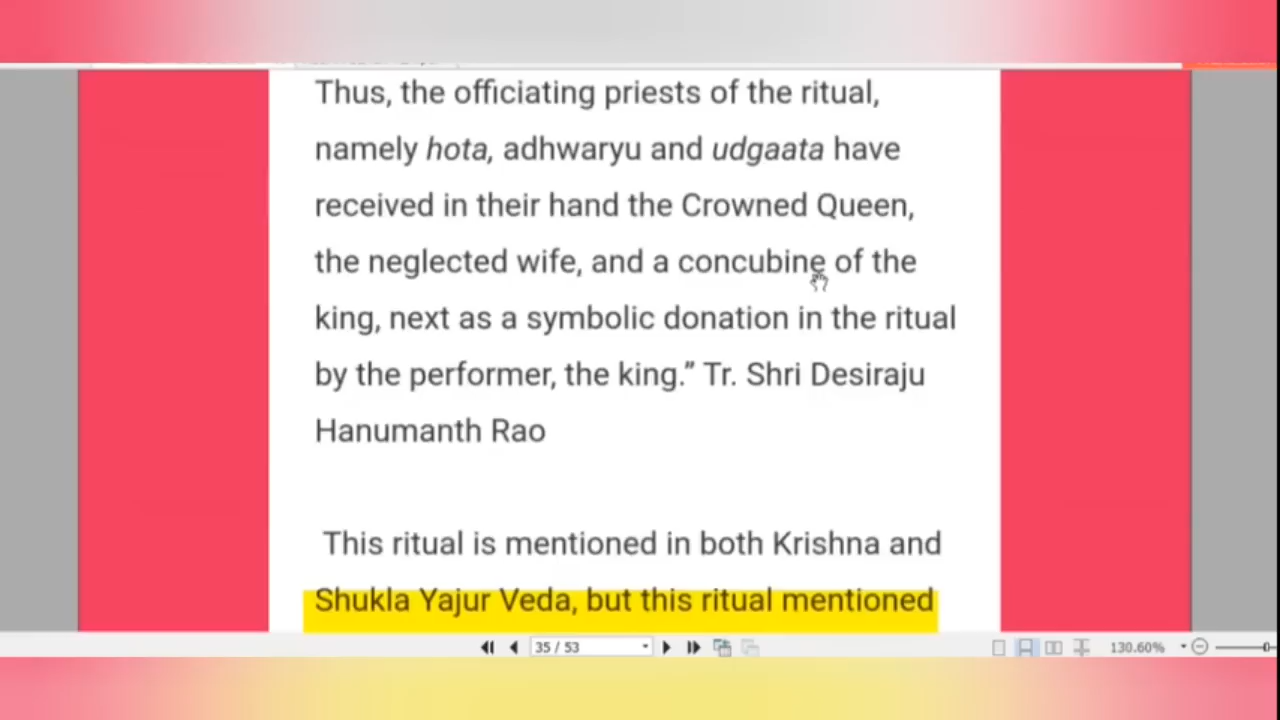 Thus, the officiating priests of the ritual,
namely hota, adhwaryu and udgaata have
received in their hand the Crowned Queen,
the neglected wife, and a concubine of the
king, next as a symbolic donation in the ritual
by the performer, the king.” Tr. Shri Desiraju
Hanumanth Rao
This ritual is mentioned in both Krishna and
Shukla Yajur Veda, but this ritual mentioned
35 / 53
130.60%